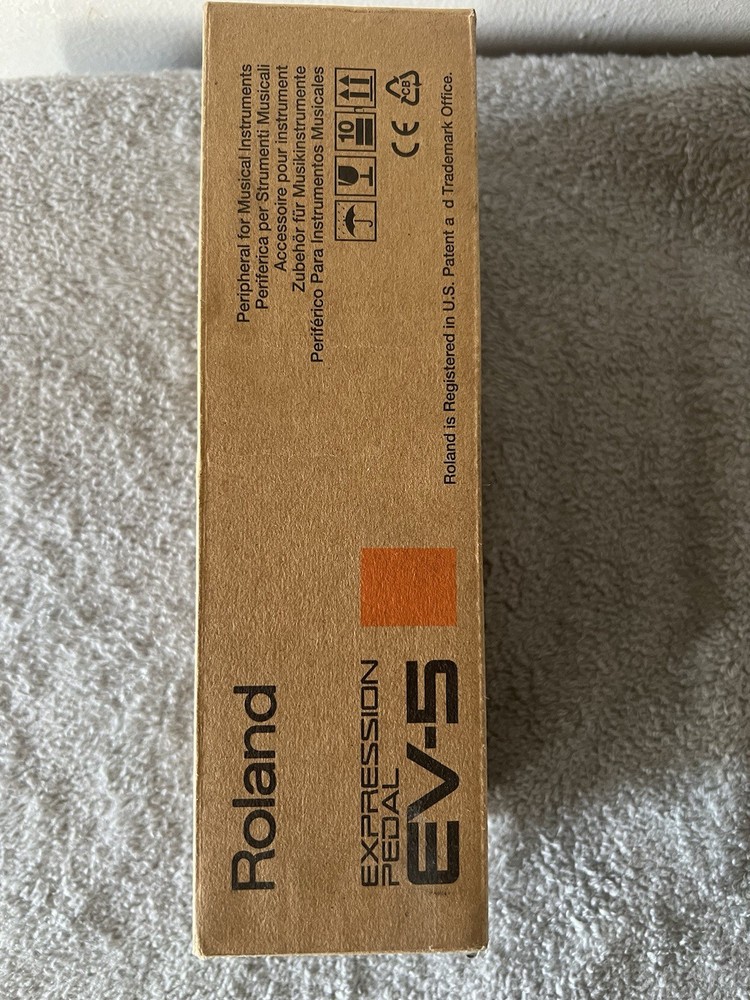 Roland
EXPRESSION
PEDAL
EV-5
Peripheral for Musical Instruments
Periferica per Strumenti Musicali
Accessoire pour instrument
Zubehör für Musikinstrumente
Periférico Para Instrumentos Musicales
10
CB
CE
Roland is Registered in U.S. Patent a d Trademark Office.